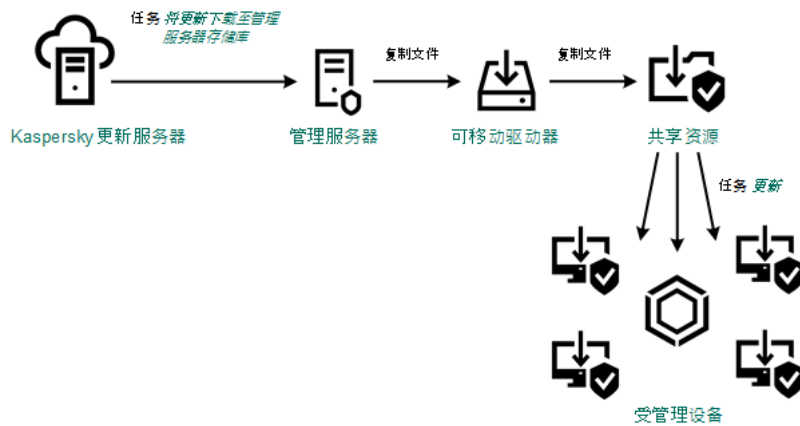 任务 将更新下载至管理
服务器存储库
复制文件
复制文件
Kaspersky 更新服务器
管理服务器
可移动驱动器
共享资源
任务 更新
受管理设备